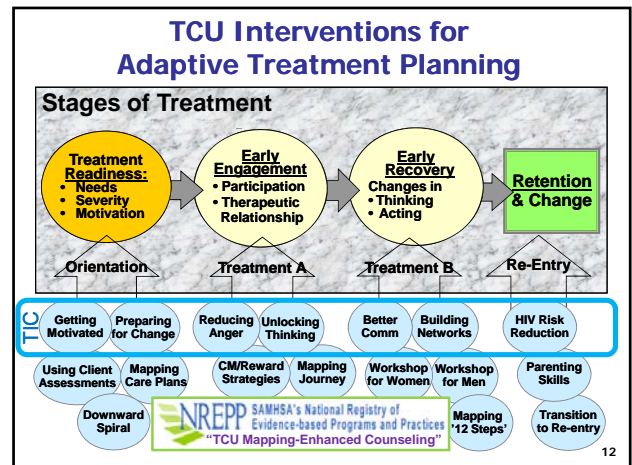 TCU Interventions for
Adaptive Treatment Planning
Stages of Treatment
Treatment
Readiness:
• Needs
• Severity
• Motivation
Early
Engagement
• Participation
• Therapeutic
Relationship
Early
Recovery
Changes in
• Thinking
• Acting
Retention
& Change
Orientation
Treatment A
Treatment B
Re-Entry
TIC
Getting
Motivated
Preparing
for Change
Reducing
Anger
Unlocking
Thinking
Better
Comm
Building
Networks
HIV Risk
Reduction
Using Client
Assessments
Mapping
Care Plans
CM/Reward
Strategies
Mapping
Journey
Workshop
for Women
Workshop
for Men
Parenting
Skills
Downward
Spiral
NREPP
SAMHSA's National Registry of
Evidence-based Programs and Practices
"TCU Mapping-Enhanced Counseling"
Mapping
'12 Steps'
Transition
to Re-entry
12